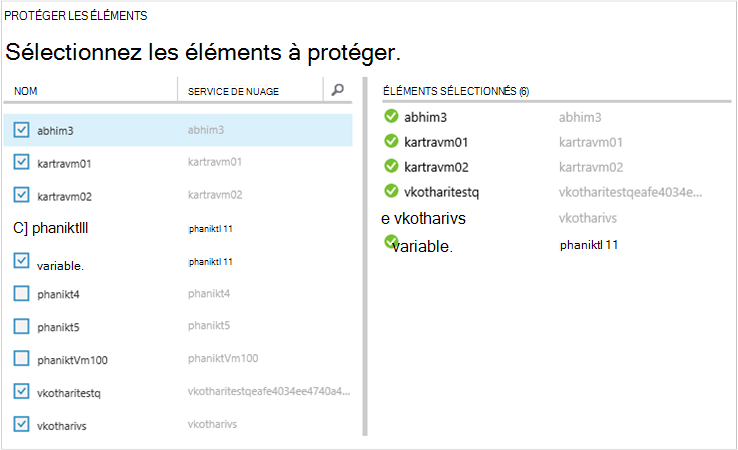 PROTÉGER LES ÉLÉMENTS
Sélectionnez les éléments à protéger.
NOM SERVICE DE NUAGE
abhim3 abhim3
kartravm01 kartravm01
kartravm02 kartravm02
C] phaniktlll phaniktl 11
variable. phaniktl 11
phanikt4 phanikt4
phanikt5 phanikt5
phaniktVm100 phaniktVm100
vkotharitestq vkotharitestqeafe4034ee4740a4...
vkotharivs vkotharivs
ÉLÉMENTS SÉLECTIONNÉS (6)
abhim3 abhim3
kartravm01 kartravm01
kartravm02 kartravm02
vkotharitestq vkotharitestqeafe4034e...
e vkotharivs vkotharivs
variable. phaniktl 11